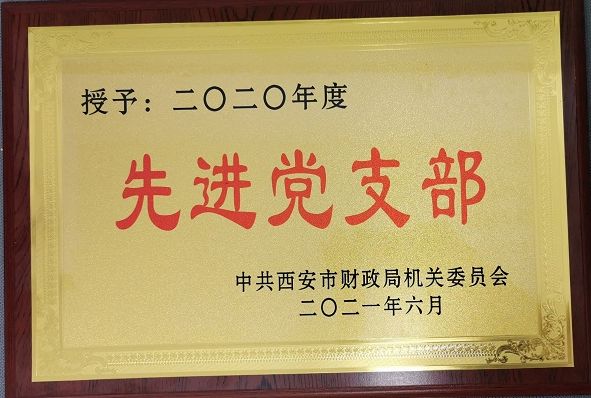 授予：二〇二〇年度
先进党支部
中共西安市财政局机关委员会
二〇二一年六月